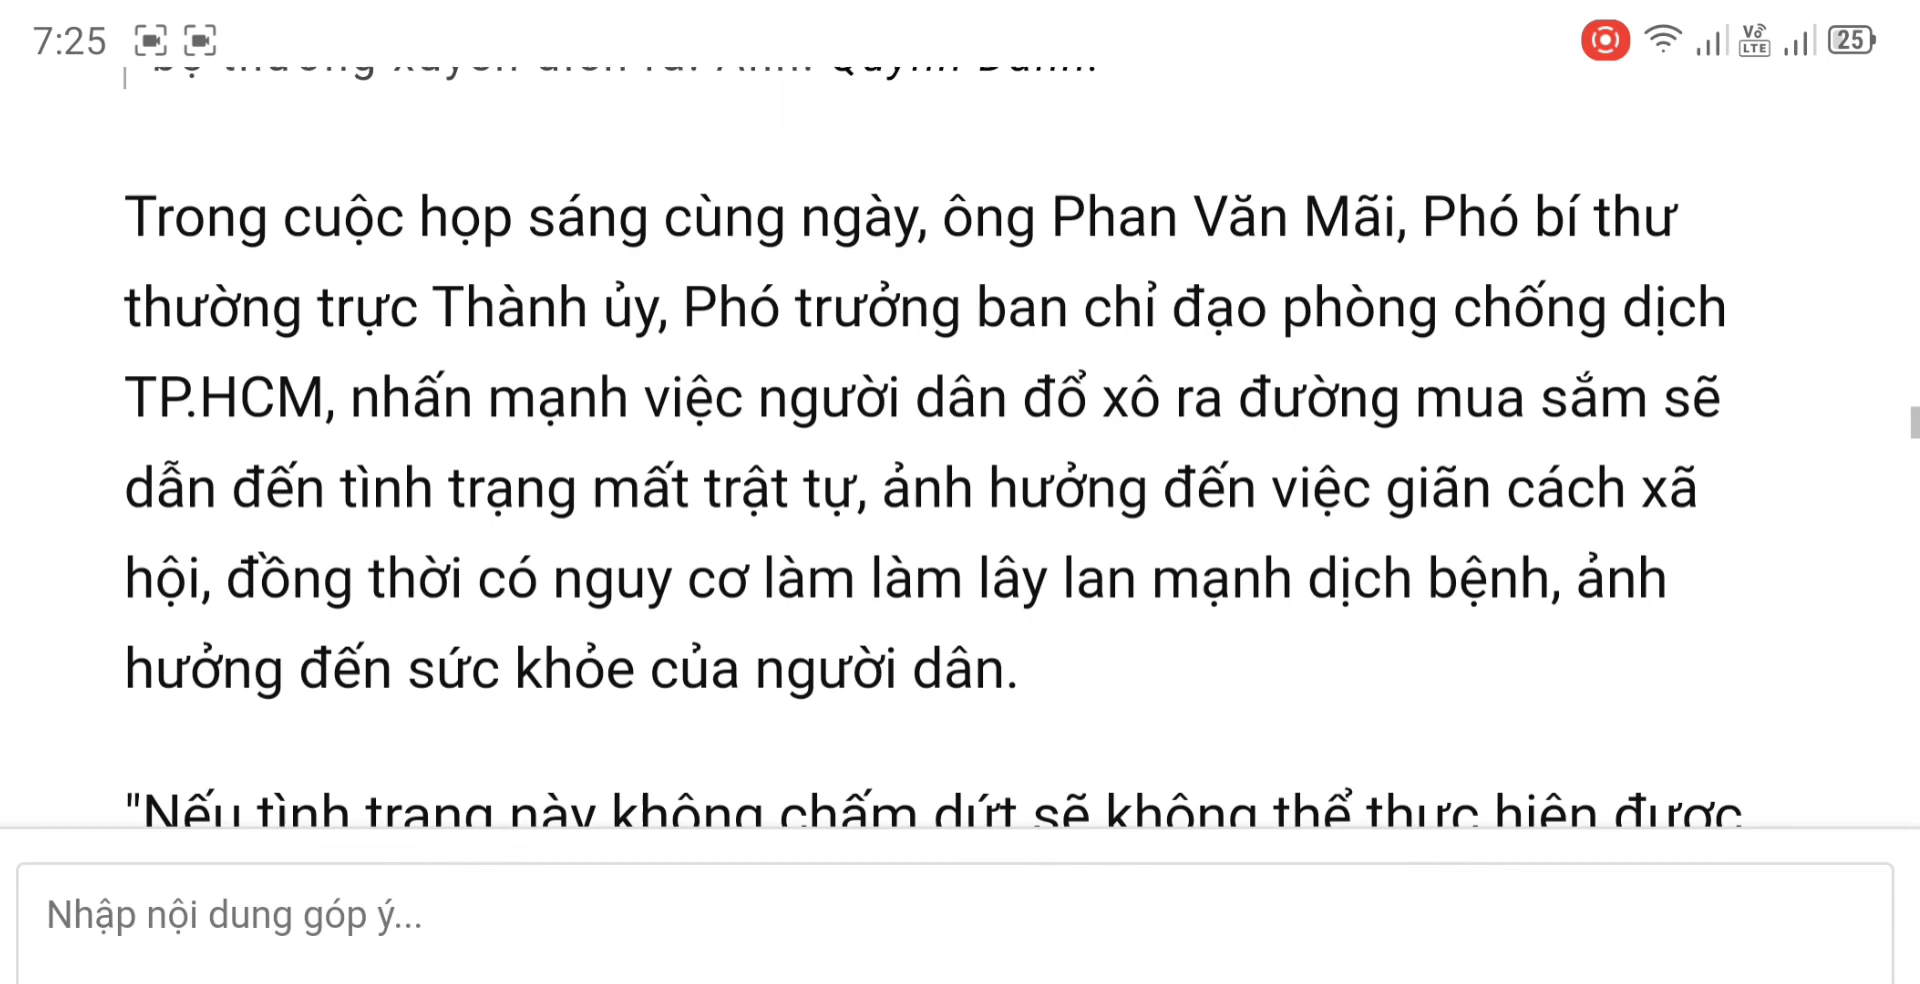 7:25
Vo
LTE
25
Trong cuộc họp sáng cùng ngày, ông Phan Văn Mãi, Phó bí thư
thường trực Thành ủy, Phó trưởng ban chỉ đạo phòng chống dịch
TP.HCM, nhấn mạnh việc người dân đổ xô ra đường mua sắm sẽ
dẫn đến tình trạng mất trật tự, ảnh hưởng đến việc giãn cách xã
hội, đồng thời có nguy cơ làm làm lây lan mạnh dịch bệnh, ảnh
hưởng đến sức khỏe của người dân.
"Nếu tình trạng này không chấm dứt sẽ không thể thực hiện được
Nhập nội dung góp ý...